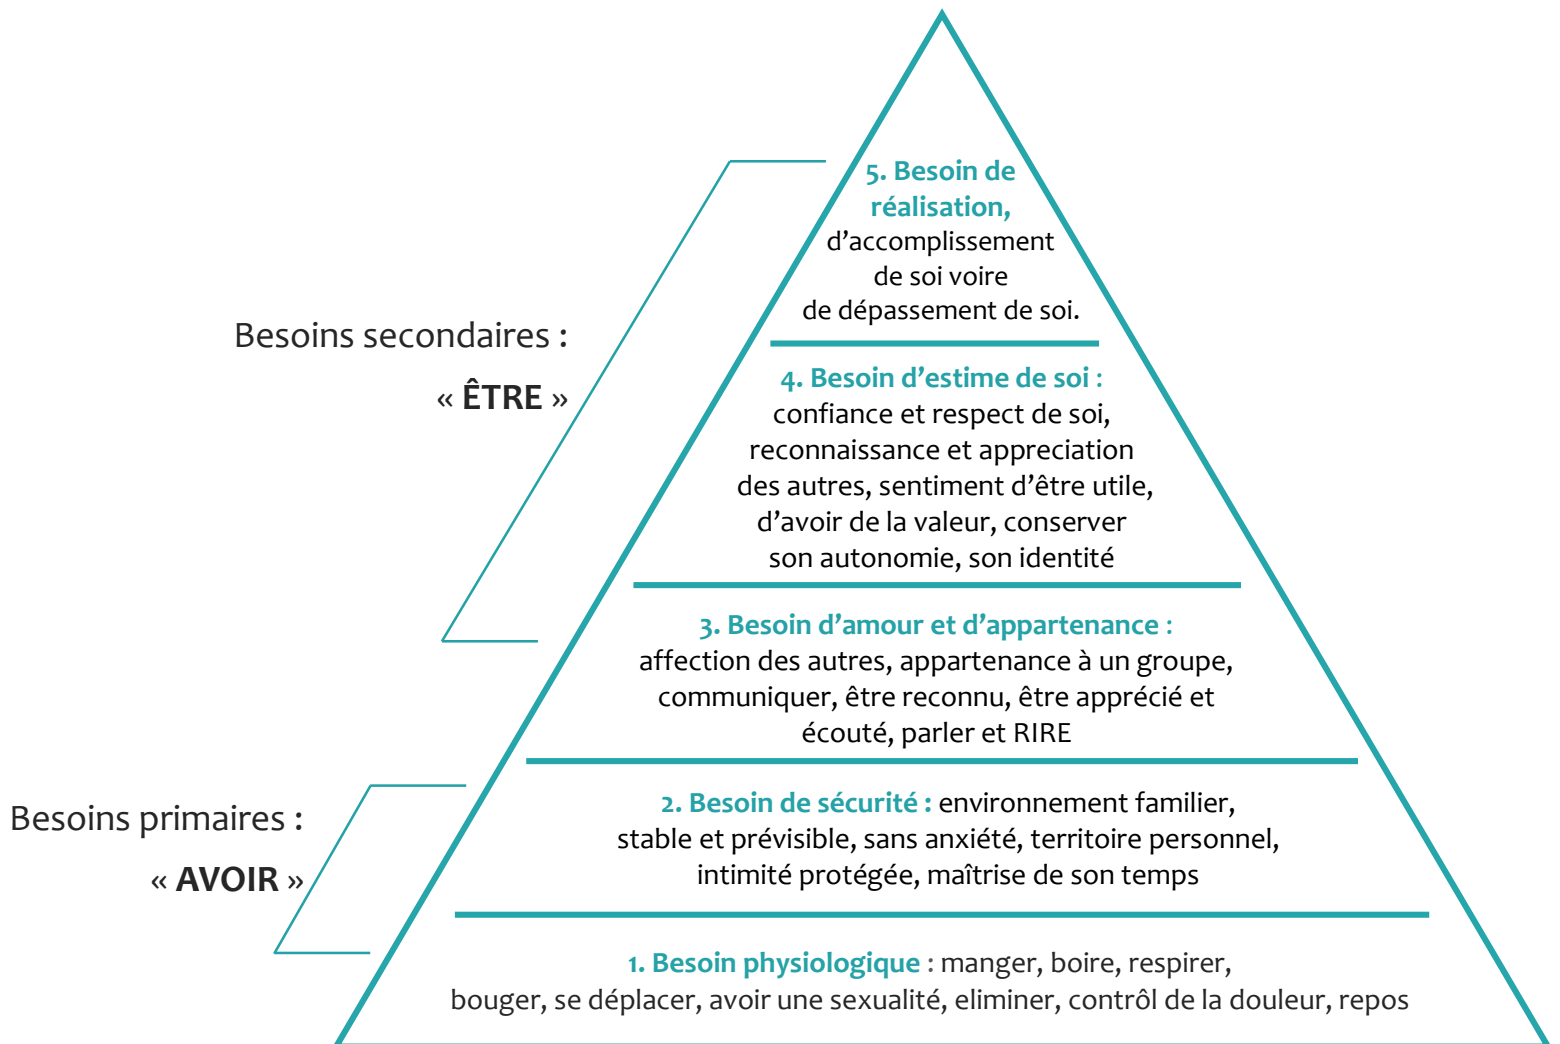 5. Besoin de
réalisation,
d’accomplissement
de soi voire
de dépassement de soi.
Besoins secondaires :
« ÊTRE »
4. Besoin d’estime de soi :
confiance et respect de soi,
reconnaissance et appreciation
des autres, sentiment d’être utile,
d’avoir de la valeur, conserver
son autonomie, son identité
3. Besoin d’amour et d’appartenance :
affection des autres, appartenance à un groupe,
communiquer, être reconnu, être apprécié et
écouté, parler et RIRE
Besoins primaires :
« AVOIR »
2. Besoin de sécurité : environnement familier,
stable et prévisible, sans anxiété, territoire personnel,
intimité protégée, maîtrise de son temps
1. Besoin physiologique : manger, boire, respirer,
bouger, se déplacer, avoir une sexualité, eliminer, contrôl de la douleur, repos